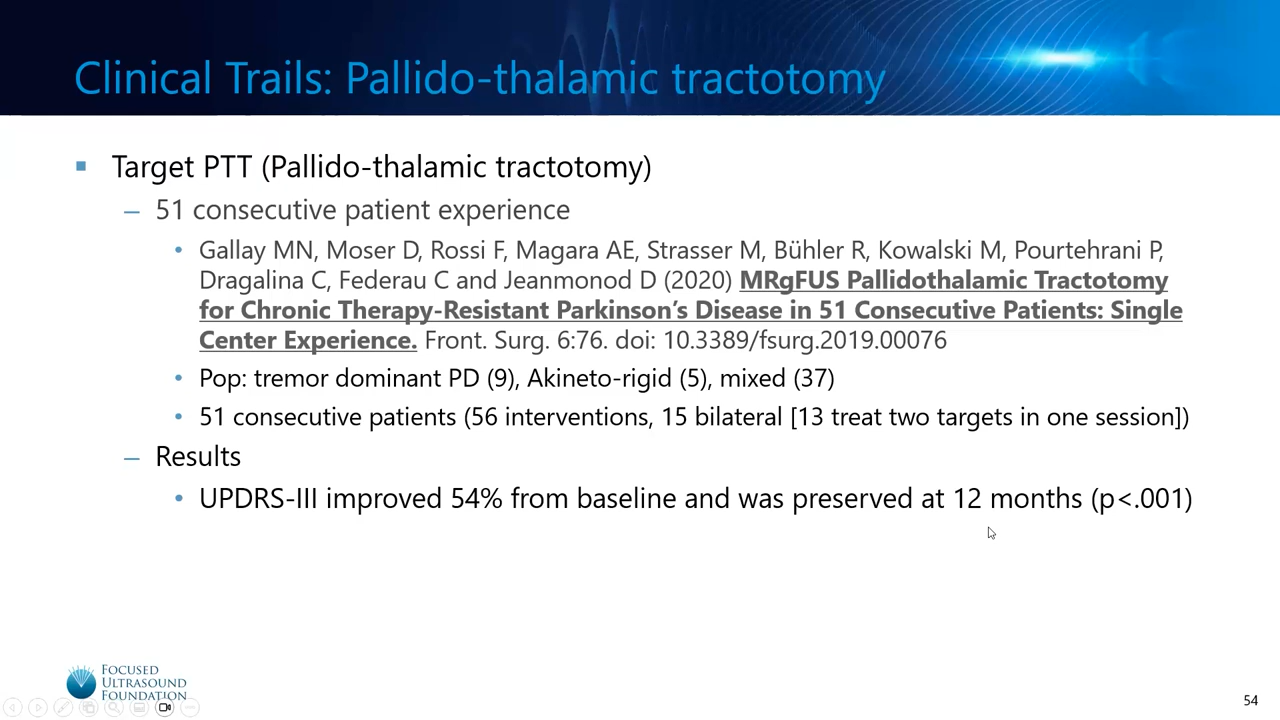 Clinical Trails: Pallido-thalamic tractotomy
▪ Target PTT (Pallido-thalamic tractotomy)
– 51 consecutive patient experience
• Gallay MN, Moser D, Rossi F, Magara AE, Strasser M, Bühler R, Kowalski M, Pourtehrani P,
Dragalina C, Federau C and Jeanmonod D (2020) MRgFUS Pallidothalamic Tractotomy
for Chronic Therapy-Resistant Parkinson’s Disease in 51 Consecutive Patients: Single
Center Experience. Front. Surg. 6:76. doi: 10.3389/fsurg.2019.00076
• Pop: tremor dominant PD (9), Akineto-rigid (5), mixed (37)
• 51 consecutive patients (56 interventions, 15 bilateral [13 treat two targets in one session])
– Results
• UPDRS-III improved 54% from baseline and was preserved at 12 months (p<.001)
FOCUSED
ULTRASOUND
FOUNDATION
54